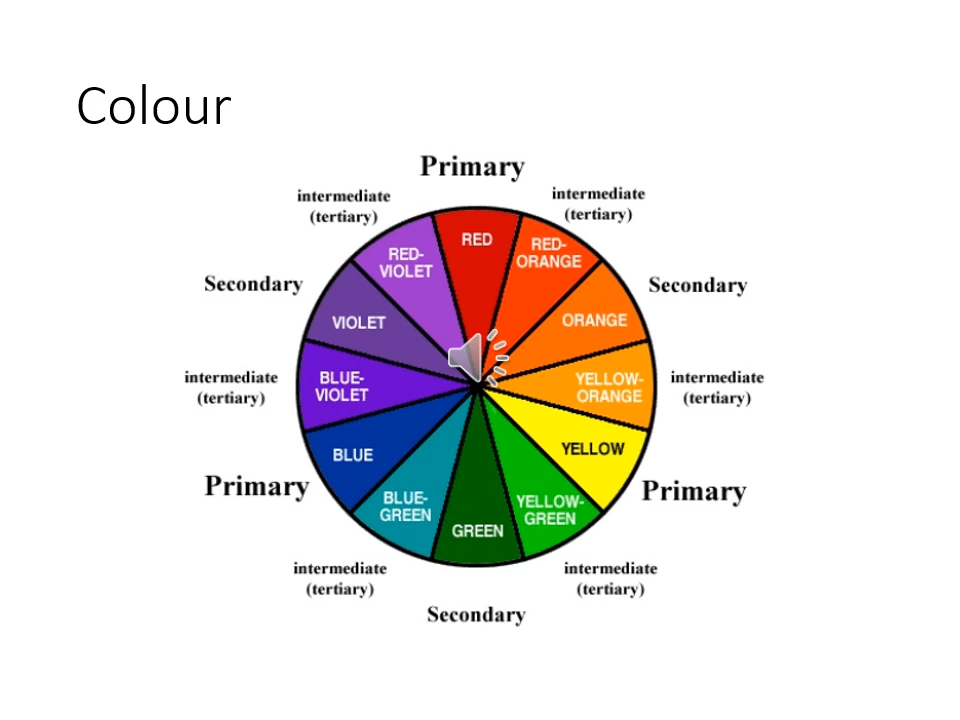 Colour
Primary
intermediate
(tertiary)
intermediate
(tertiary)
RED
RED-
ORANGE
RED-
VIOLET
Secondary
Secondary
VIOLET
ORANGE
intermediate
(tertiary)
BLUE-
VIOLET
YELLOW-
ORANGE
intermediate
(tertiary)
BLUE
YELLOW
Primary
Primary
BLUE-
GREEN
YELLOW-
GREEN
GREEN
intermediate
(tertiary)
intermediate
(tertiary)
Secondary